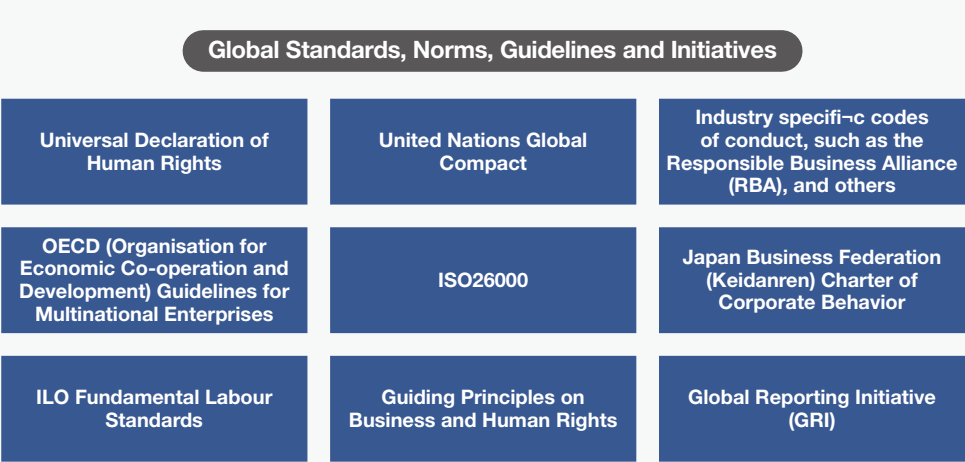 Global Standards, Norms, Guidelines and Initiatives
Universal Declaration of
Human Rights
United Nations Global
Compact
Industry specifi¬c codes
of conduct, such as the
Responsible Business Alliance
(RBA), and others
OECD (Organisation for
Economic Co-operation and
Development) Guidelines for
Multinational Enterprises
ISO26000
Japan Business Federation
(Keidanren) Charter of
Corporate Behavior
ILO Fundamental Labour
Standards
Guiding Principles on
Business and Human Rights
Global Reporting Initiative
(GRI)